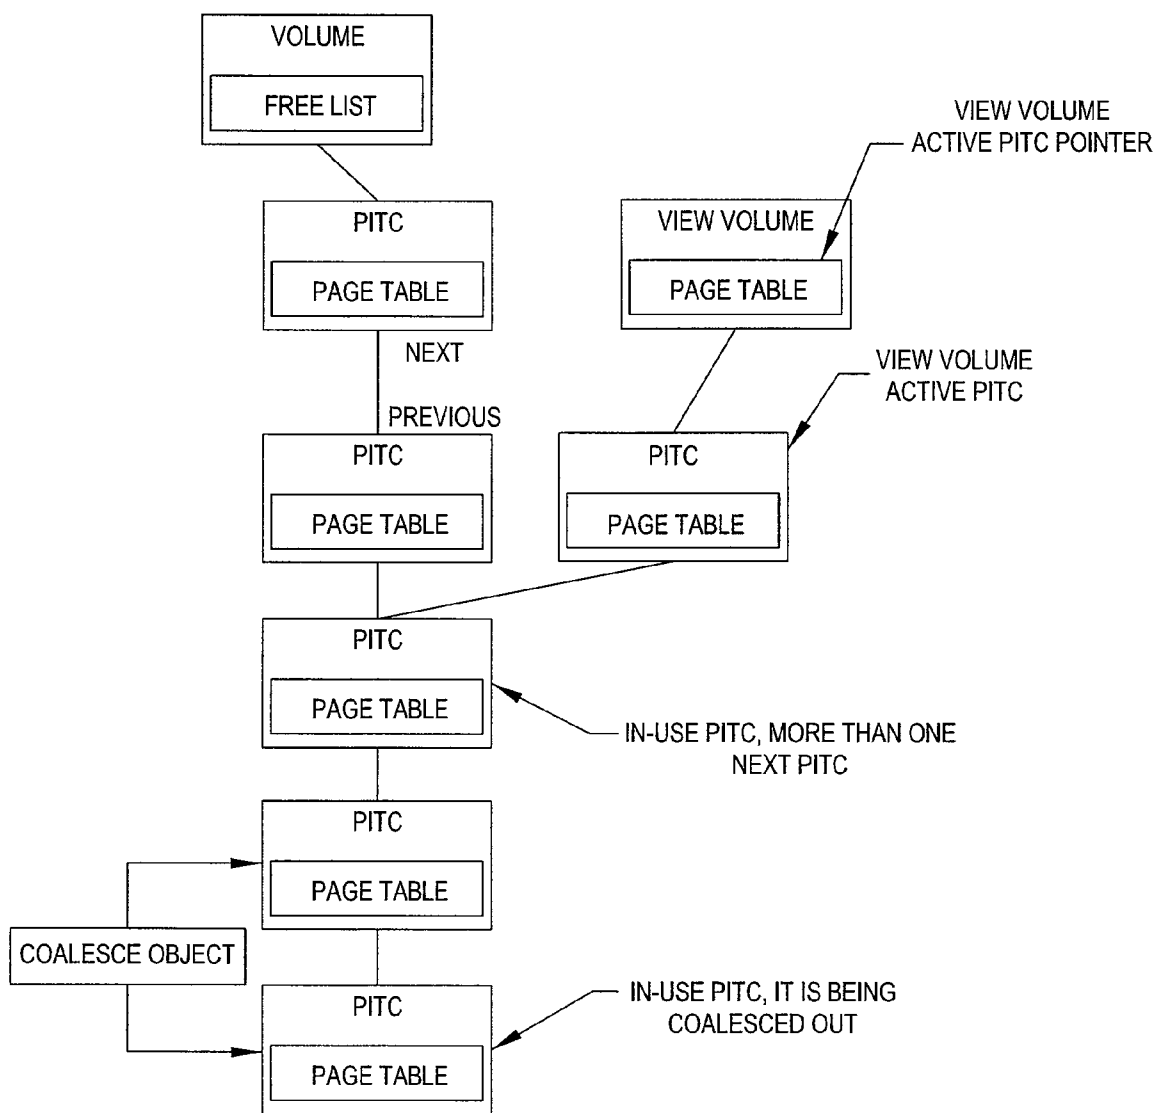 VOLUME
FREE LIST
VIEW VOLUME
ACTIVE PITC POINTER
PITC
PAGE TABLE
VIEW VOLUME
PAGE TABLE
NEXT
VIEW VOLUME
ACTIVE PITC
PREVIOUS
PITC
PAGE TABLE
PITC
PAGE TABLE
PITC
PAGE TABLE
IN-USE PITC, MORE THAN ONE
NEXT PITC
PITC
PAGE TABLE
COALESCE OBJECT
PITC
PAGE TABLE
IN-USE PITC, IT IS BEING
COALESCED OUT